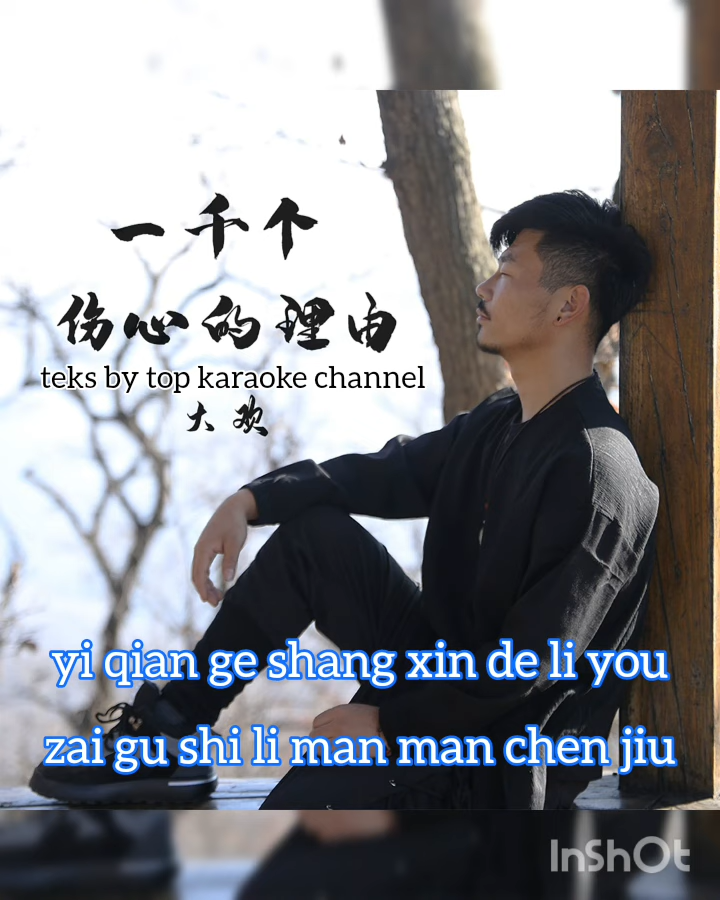 一千个
伤心的理由
teks by top karaoke channel
大欢
yi qian ge shang xin de li you
zai gu shi li man man chen jiu
InShOt